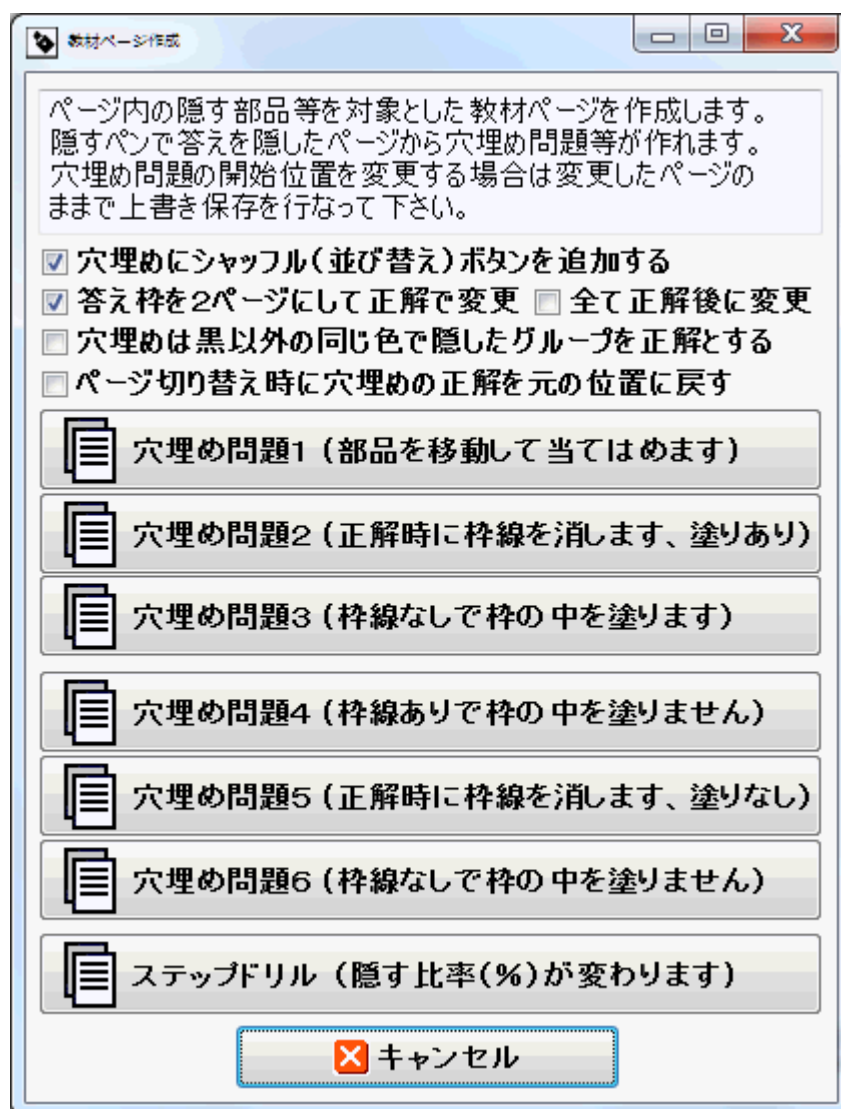 教材ページ作成
ページ内の隠す部品等を対象とした教材ページを作成します。
隠すペンで答えを隠したページから穴埋め問題等が作れます。
穴埋め問題の開始位置を変更する場合は変更したページの
ままで上書き保存を行なって下さい。
穴埋めにシャッフル(並び替え)ボタンを追加する
答え枠を2ページにして正解で変更 全て正解後に変更
穴埋めは黒以外の同じ色で隠したグループを正解とする
ページ切り替え時に穴埋めの正解を元の位置に戻す
穴埋め問題1(部品を移動して当てはめます)
穴埋め問題2(正解時に枠線を消します、塗りあり)
穴埋め問題3(枠線なしで枠の中を塗ります)
穴埋め問題4(枠線ありで枠の中を塗りません)
穴埋め問題5(正解時に枠線を消します、塗りなし)
穴埋め問題6(枠線なしで枠の中を塗りません)
ステップドリル(隠す比率(%)が変わります)
キャンセル